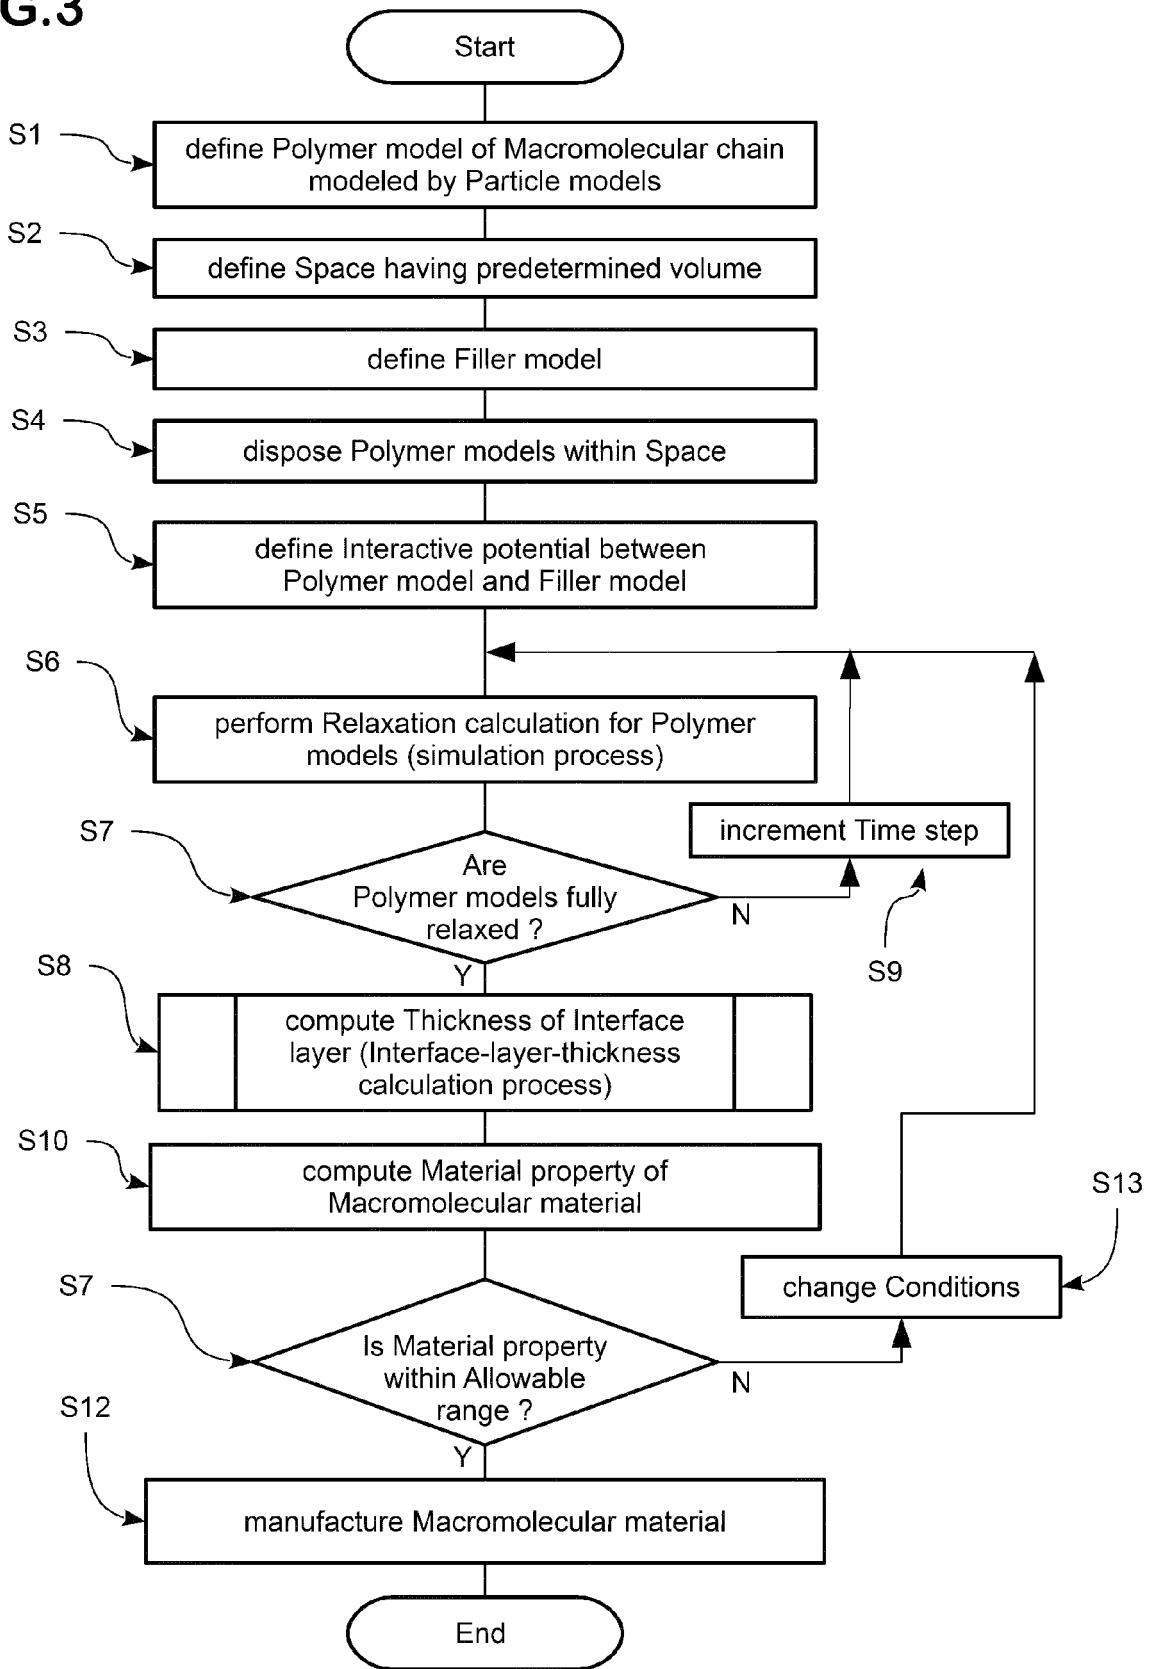 G.3
Start
S1
define Polymer model of Macromolecular chain
modeled by Particle models
S2
define Space having predetermined volume
S3
define Filler model
S4
dispose Polymer models within Space
S5
define Interactive potential between
Polymer model and Filler model
S6
perform Relaxation calculation for Polymer
models (simulation process)
S7
Are
Polymer models fully
relaxed ?
N
increment Time step
S9
Y
S8
compute Thickness of Interface
layer (Interface-layer-thickness
calculation process)
S10
compute Material property of
Macromolecular material
S7
Is Material property
within Allowable
range ?
N
change Conditions
S13
Y
S12
manufacture Macromolecular material
End